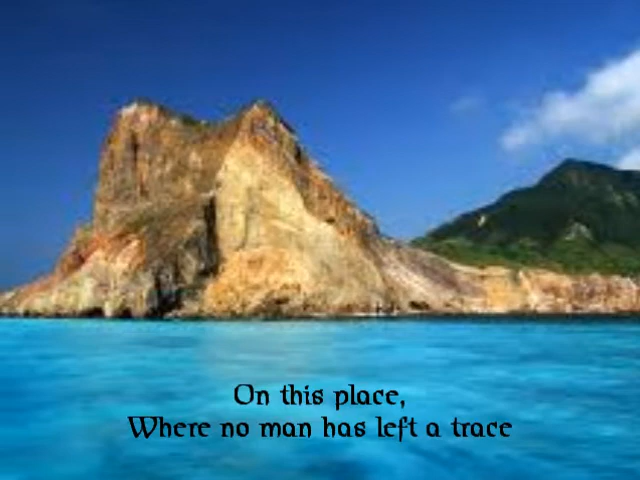 On this place,
Where no man has left a trace